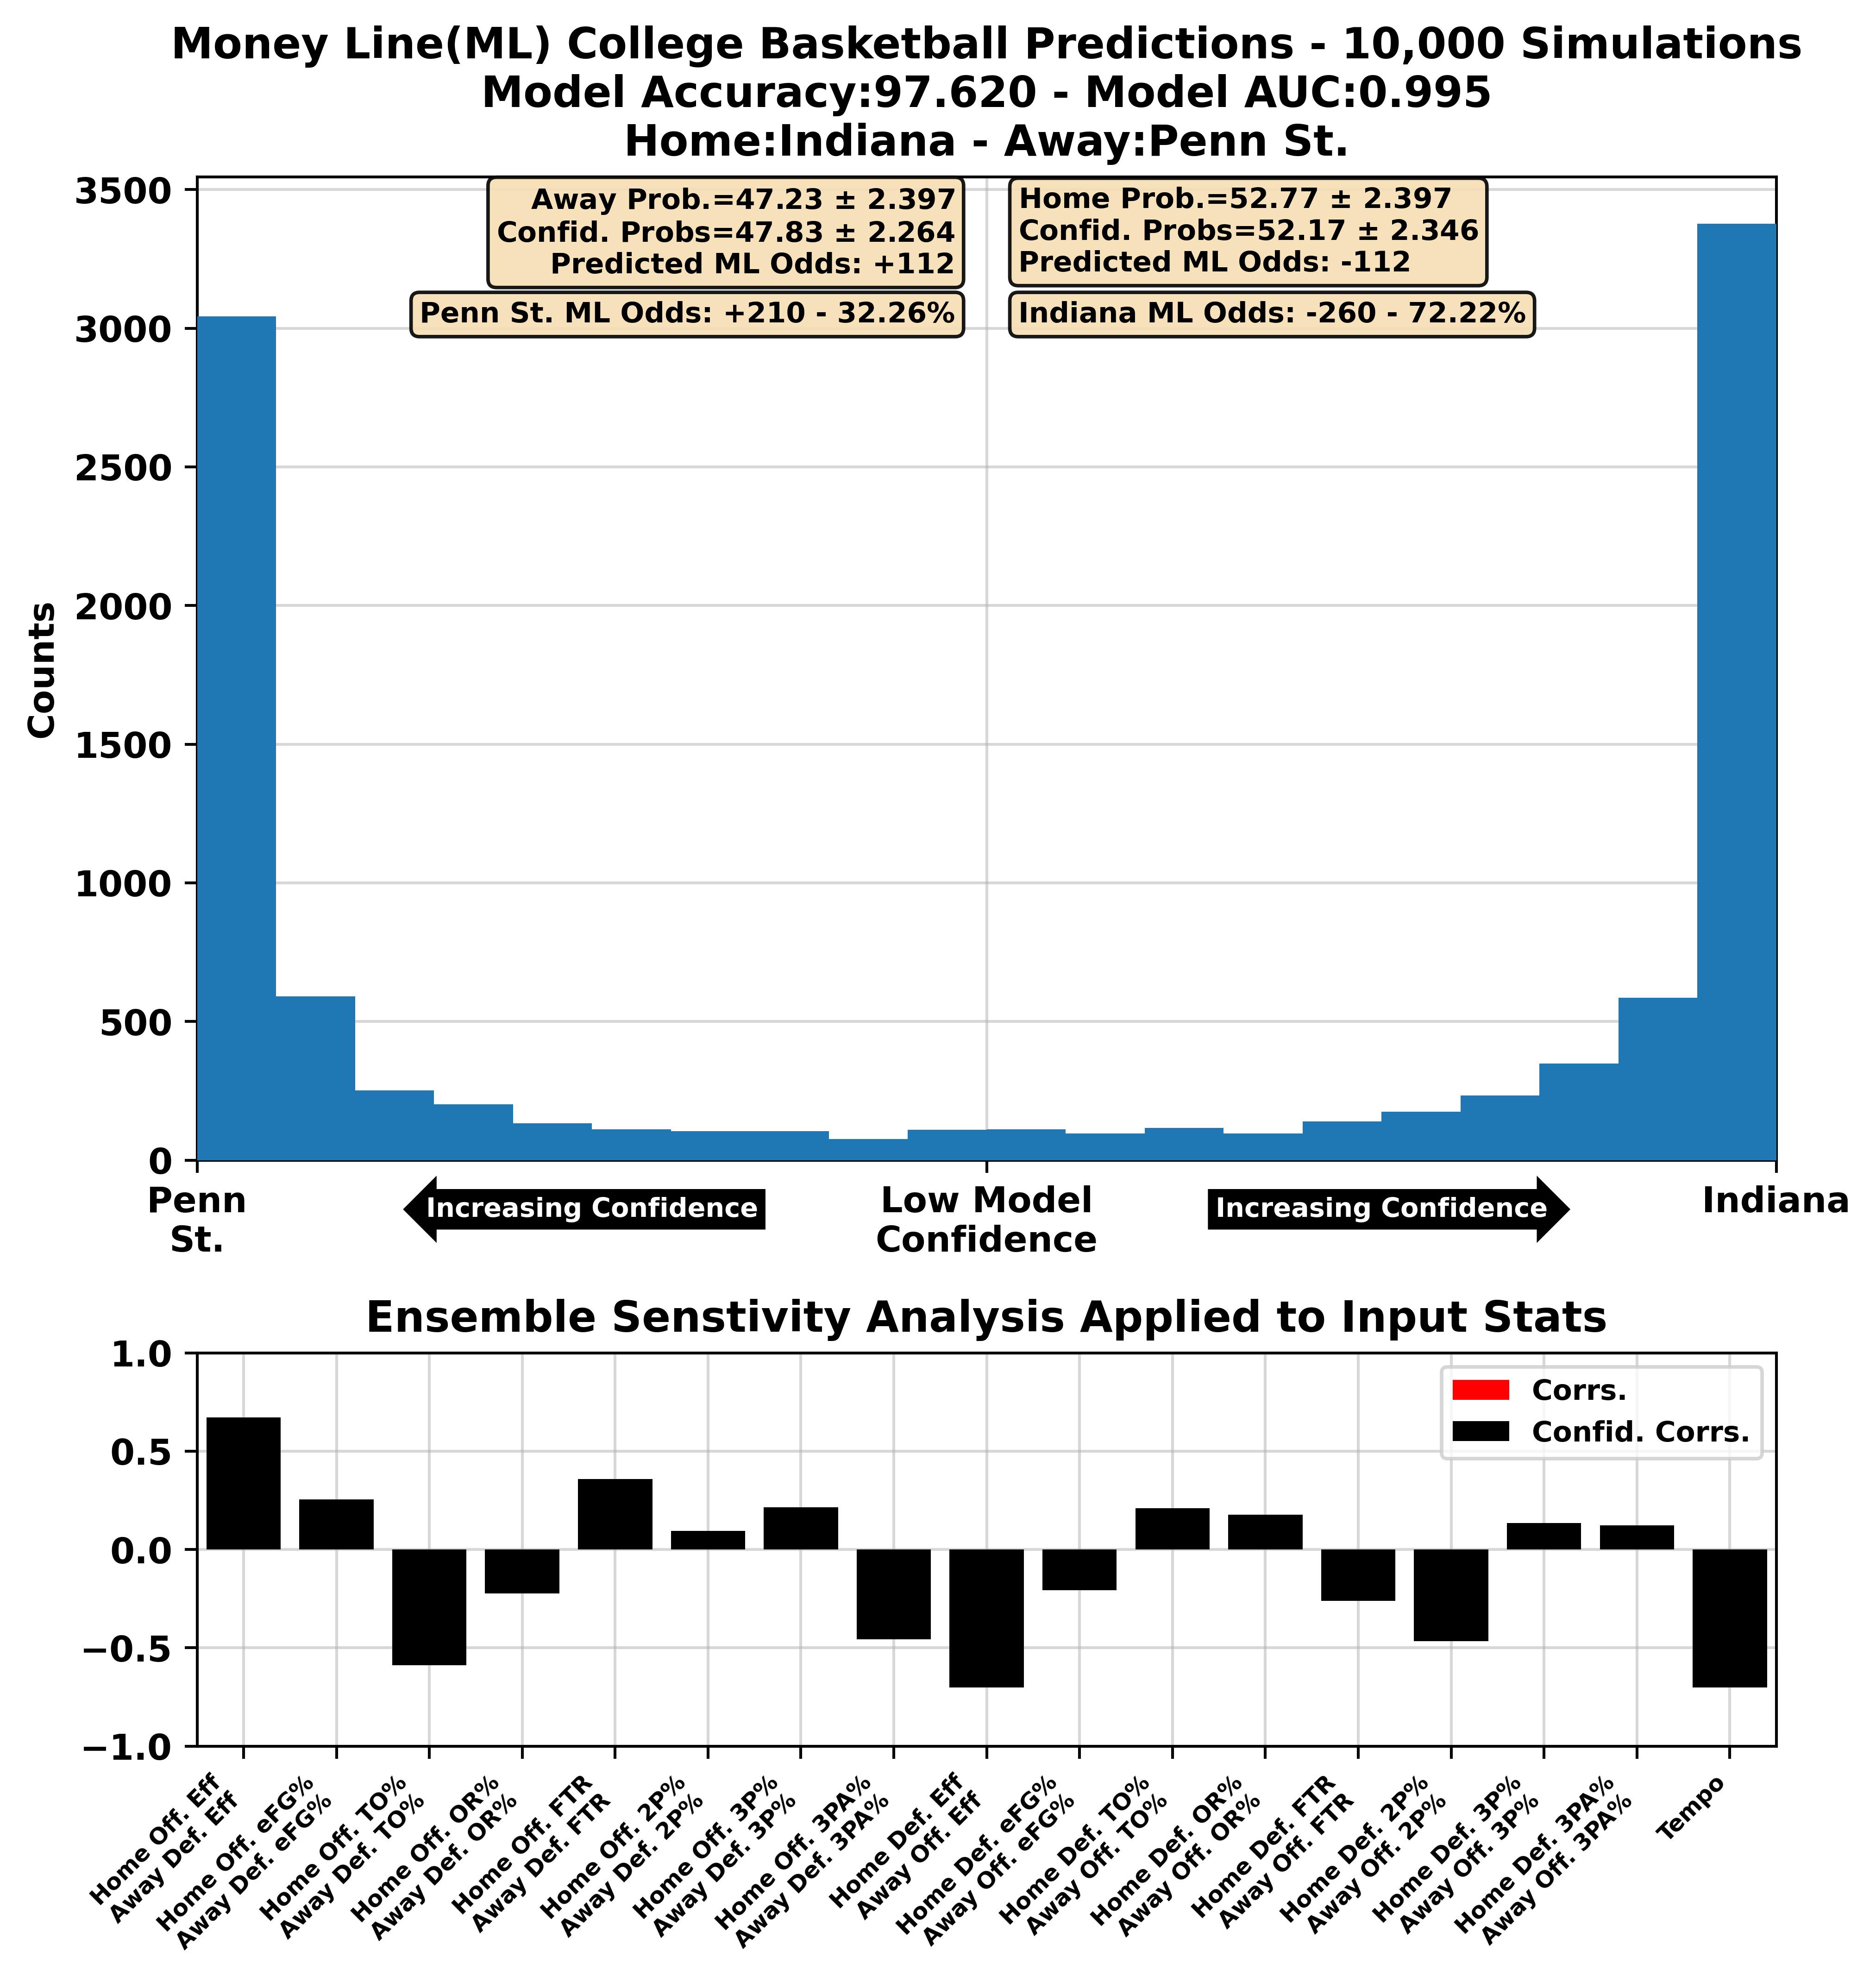 Money Line(ML) College Basketball Predictions - 10,000 Simulations
Model Accuracy:97.620 - Model AUC:0.995
Home:Indiana - Away:Penn St.
Away Prob.=47.23 ± 2.397
Confid. Probs=47.83 ± 2.264
Predicted ML Odds: +112
Penn St. ML Odds: +210 - 32.26%
Home Prob.=52.77 ± 2.397
Confid. Probs=52.17 ± 2.346
Predicted ML Odds: -112
Indiana ML Odds: -260 - 72.22%
Counts
3500
3000
2500
2000
1500
1000
500
0
Penn
St.
Increasing Confidence
Low Model
Confidence
Increasing Confidence
Indiana
Ensemble Senstivity Analysis Applied to Input Stats
1.0
0.5
0.0
−0.5
−1.0
Corrs.
Confid. Corrs.
Home Off. Eff
Away Def. Eff
Home Off. eFG%
Away Def. eFG%
Home Off. TO%
Away Def. TO%
Home Off. OR%
Away Def. OR%
Home Off. FTR
Away Def. FTR
Home Off. 2P%
Away Def. 2P%
Home Off. 3P%
Away Def. 3P%
Home Off. 3PA%
Away Def. 3PA%
Home Def. Eff
Away Off. Eff
Home Def. eFG%
Away Off. eFG%
Home Def. TO%
Away Off. TO%
Home Def. OR%
Away Off. OR%
Home Def. FTR
Away Off. FTR
Home Def. 2P%
Away Off. 2P%
Home Def. 3P%
Away Off. 3P%
Home Def. 3PA%
Away Off. 3PA%
Tempo